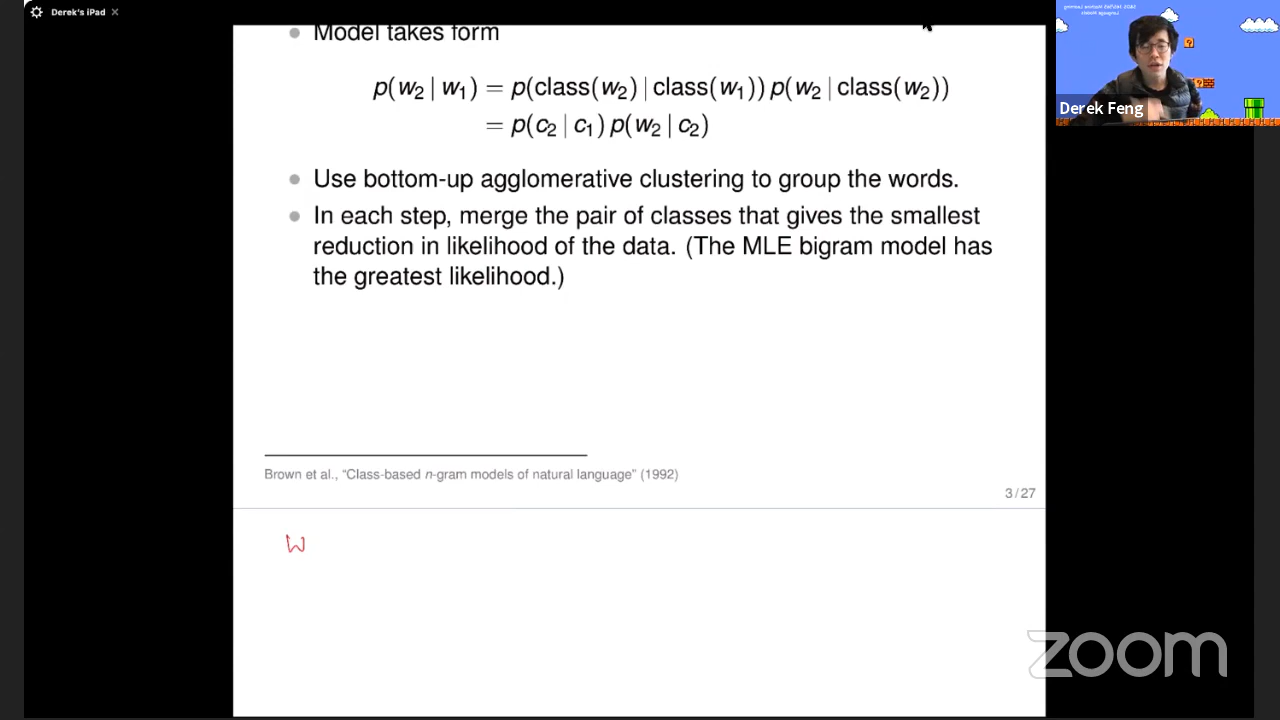 Derek's iPad
Model takes form
p(w₂ | w₁) = p(class(w₂) | class(w₁)) p(w₂ | class(w₂))
= p(c₂ | c₁) p(w₂ | c₂)
Use bottom-up agglomerative clustering to group the words.
In each step, merge the pair of classes that gives the smallest
reduction in likelihood of the data. (The MLE bigram model has
the greatest likelihood.)
Brown et al., “Class-based n-gram models of natural language” (1992)
3 / 27
W
Language Models
Derek Feng
zoom